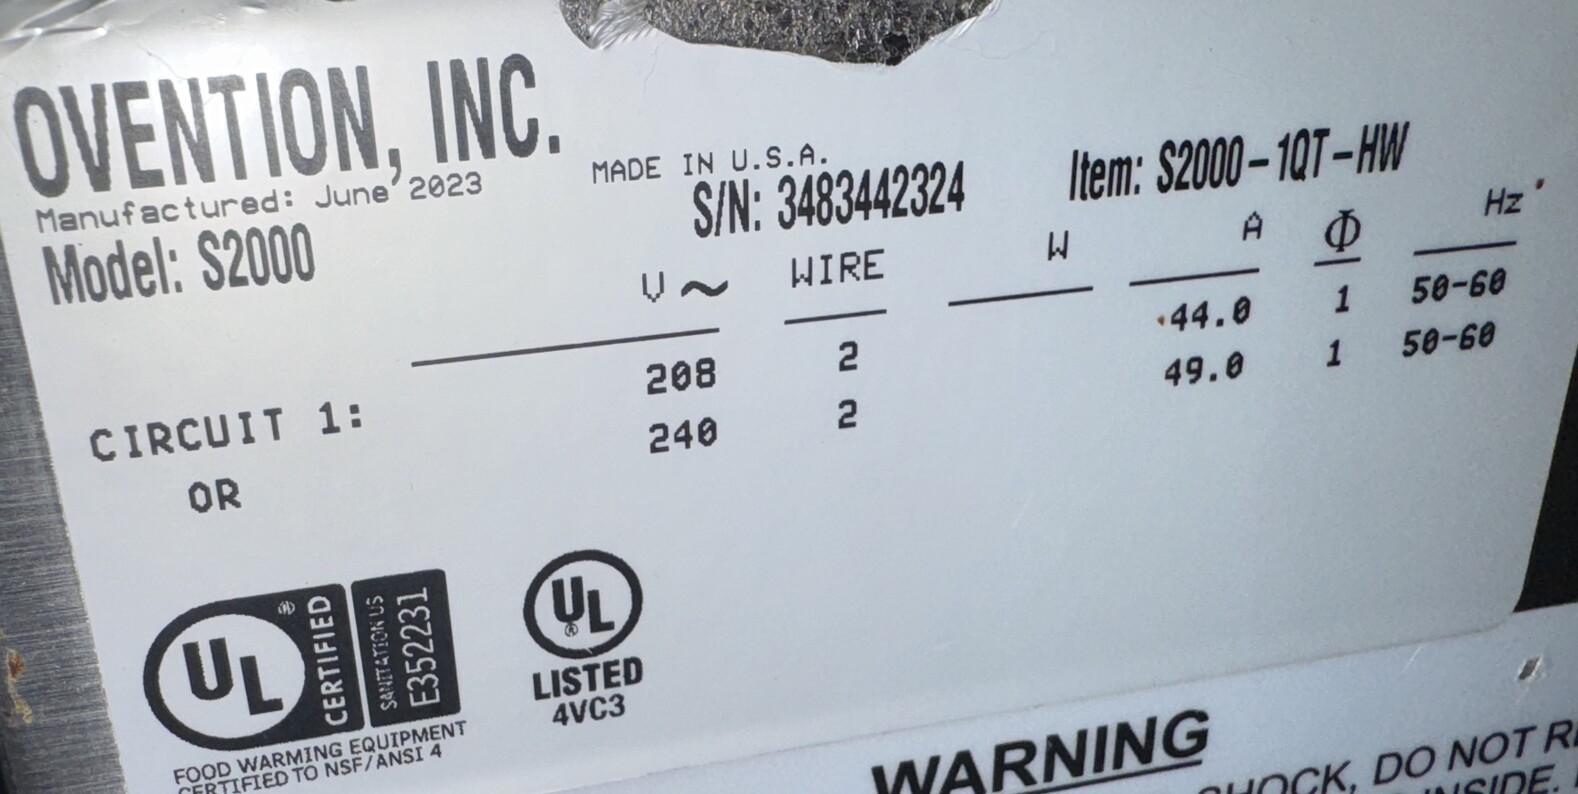 OVENTION, INC.
MADE IN U.S.A.
Manufactured: June 2023
S/N: 3483442324
Item: S2000-1QT-HW
Model: S2000
V~ WIRE W A Φ Hz
CIRCUIT 1: 208 2 44.0 1 50-60
OR 240 2 49.0 1 50-60
UL ® CERTIFIED
SANITATION US
E352231
FOOD WARMING EQUIPMENT
CERTIFIED TO NSF/ANSI 4
UL ®
LISTED
4VC3
WARNING
DO NOT
INSIDE.